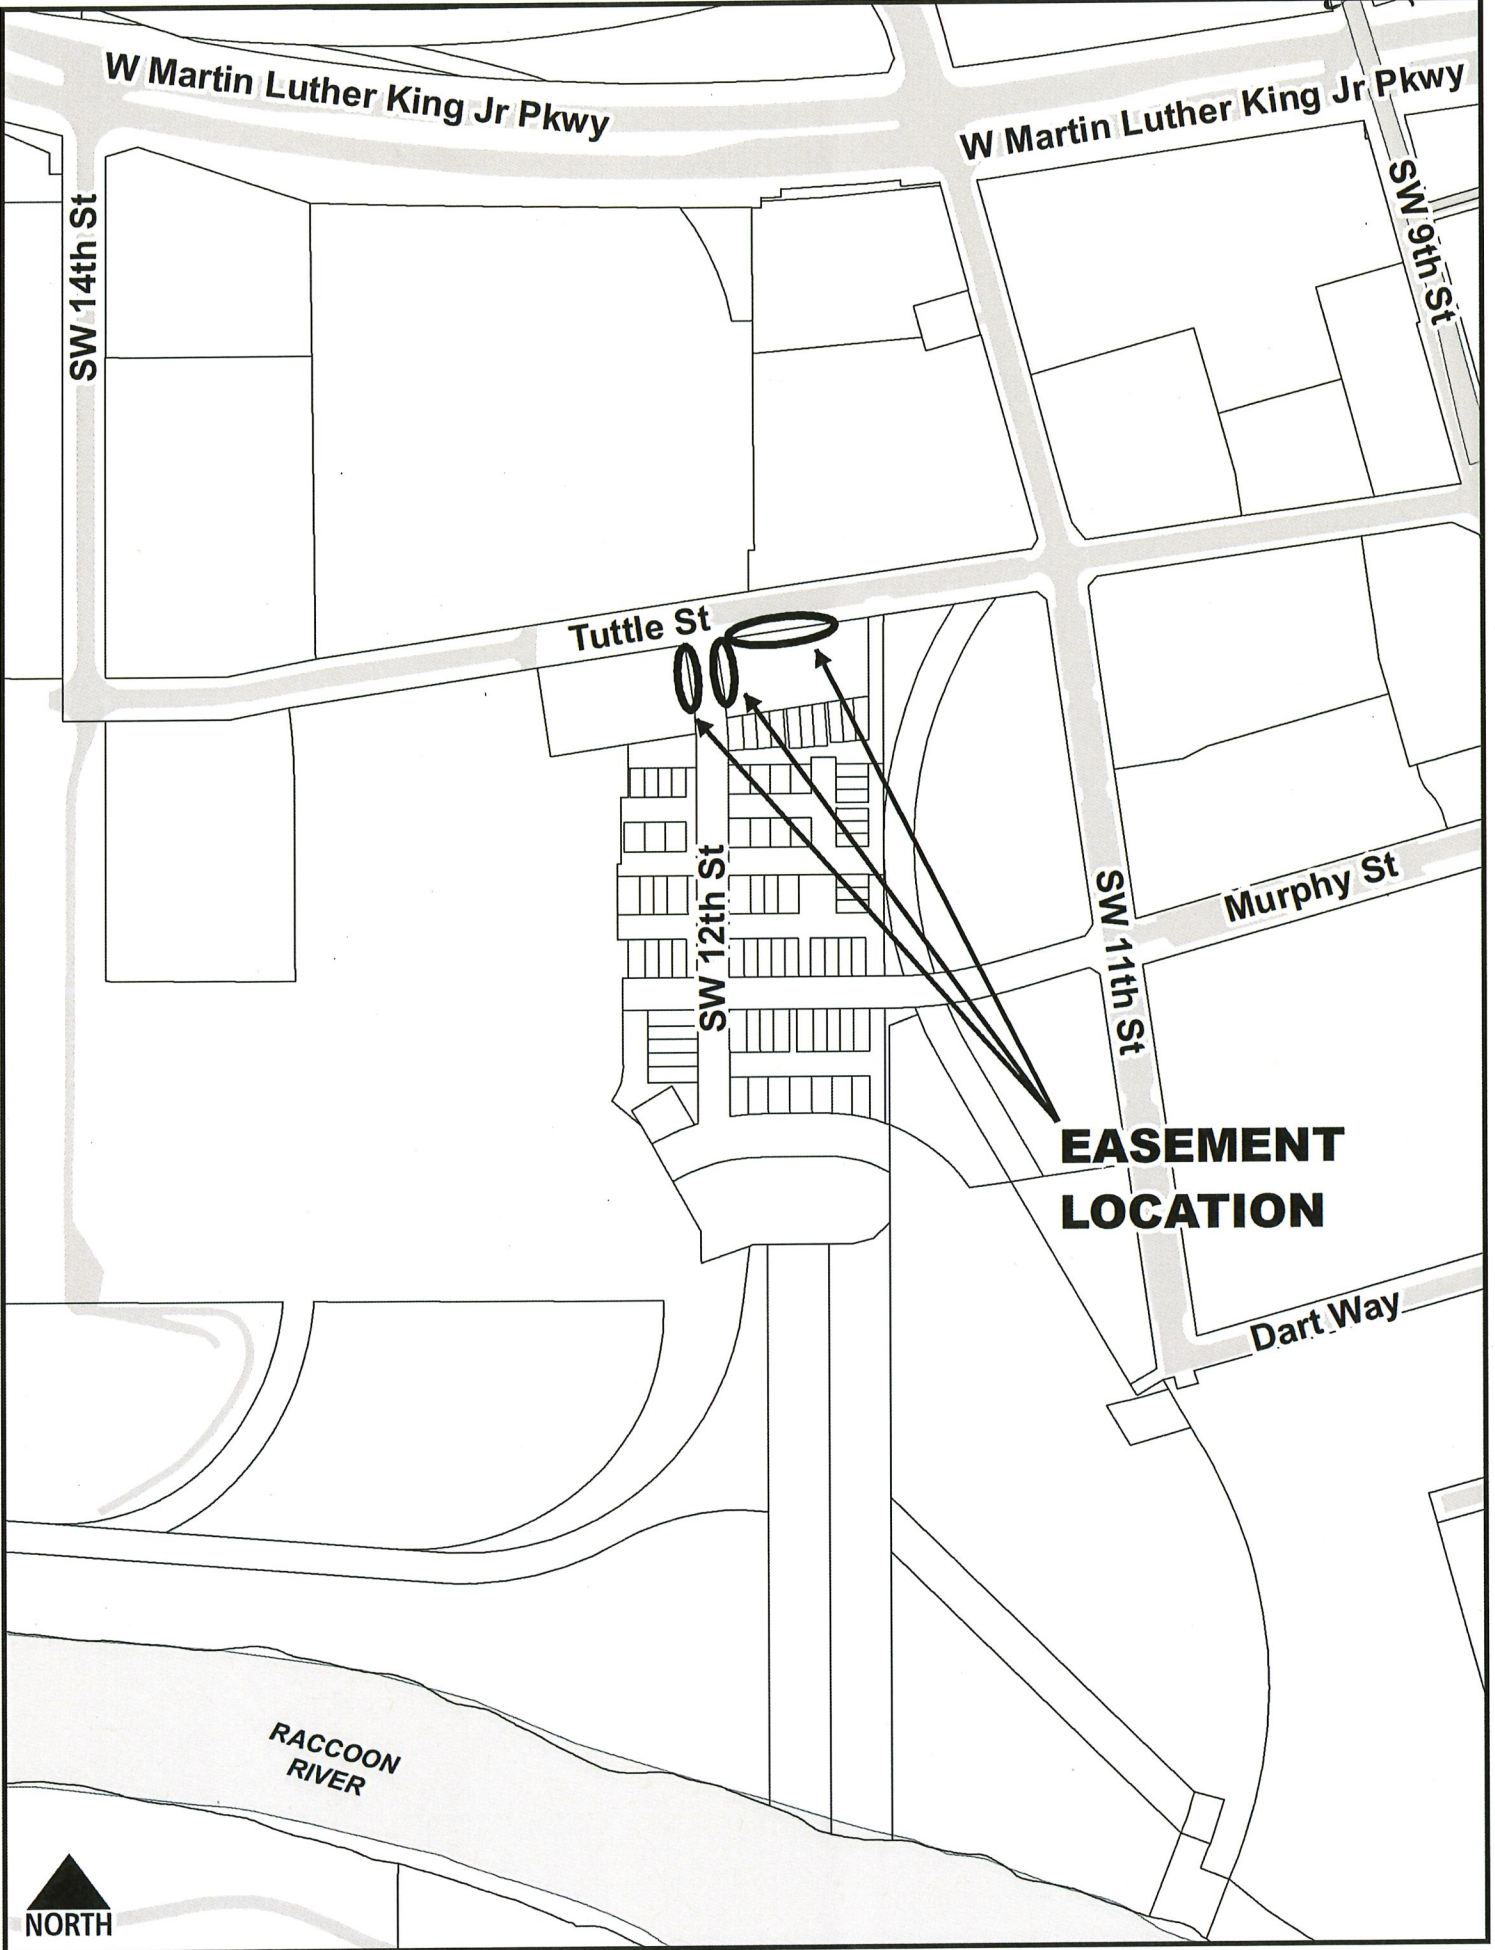 W Martin Luther King Jr Pkwy
W Martin Luther King Jr Pkwy
SW 14th St
SW 9th St
Tuttle St
SW 12th St
SW 11th St
Murphy St
EASEMENT
LOCATION
Dart Way
RACCOON
RIVER
NORTH